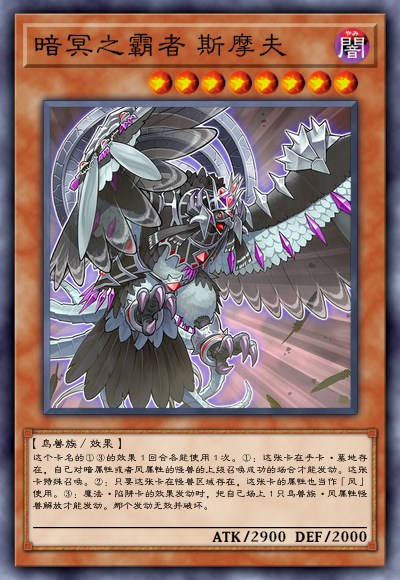 暗冥之霸者 斯摩夫
やみ
闇
【鸟兽族/效果】
这个卡名的①③的效果1回合各能使用1次。①：这张卡在手卡·墓地存
在，自己对暗属性或者风属性的怪兽的上级召唤成功的场合才能发动。这张
卡特殊召唤。②：只要这张卡在怪兽区域存在，这张卡的属性也当作「风」
使用。③：魔法·陷阱卡的效果发动时，把自己场上1只鸟兽族·风属性怪
兽解放才能发动。那个发动无效并破坏。
ATK/2900 DEF/2000